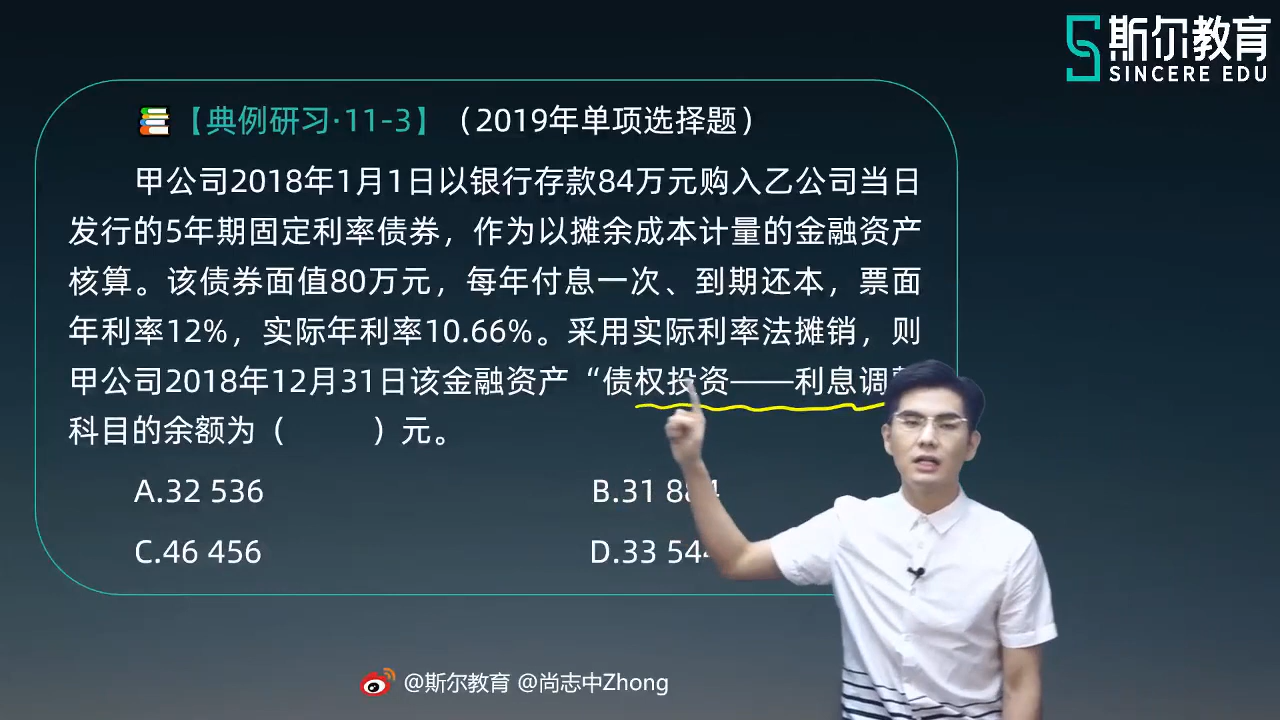 斯尔教育
SINCERE EDU
【典例研习·11-3】（2019年单项选择题）
甲公司2018年1月1日以银行存款84万元购入乙公司当日
发行的5年期固定利率债券，作为以摊余成本计量的金融资产
核算。该债券面值80万元，每年付息一次、到期还本，票面
年利率12%，实际年利率10.66%。采用实际利率法摊销，则
甲公司2018年12月31日该金融资产“债权投资——利息调
科目的余额为（　　）元。
A.32 536
B.31 8
C.46 456
D.33 544
@斯尔教育 @尚志中Zhong